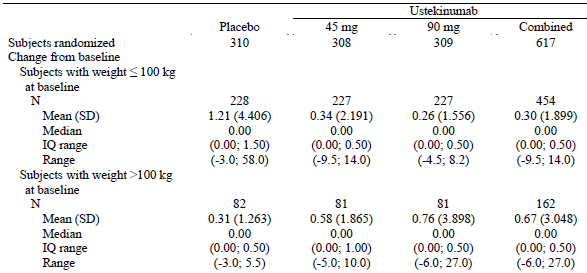 Ustekinumab
Placebo 45 mg 90 mg Combined
Subjects randomized 310 308 309 617
Change from baseline
Subjects with weight ≤ 100 kg
at baseline
N 228 227 227 454
Mean (SD) 1.21 (4.406) 0.34 (2.191) 0.26 (1.556) 0.30 (1.899)
Median 0.00 0.00 0.00 0.00
IQ range (0.00; 1.50) (0.00; 0.50) (0.00; 0.50) (0.00; 0.50)
Range (-3.0; 58.0) (-9.5; 14.0) (-4.5; 8.2) (-9.5; 14.0)
Subjects with weight >100 kg
at baseline
N 82 81 81 162
Mean (SD) 0.31 (1.263) 0.58 (1.865) 0.76 (3.898) 0.67 (3.048)
Median 0.00 0.00 0.00 0.00
IQ range (0.00; 0.50) (0.00; 1.00) (0.00; 0.50) (0.00; 0.50)
Range (-3.0; 5.5) (-5.0; 10.0) (-6.0; 27.0) (-6.0; 27.0)